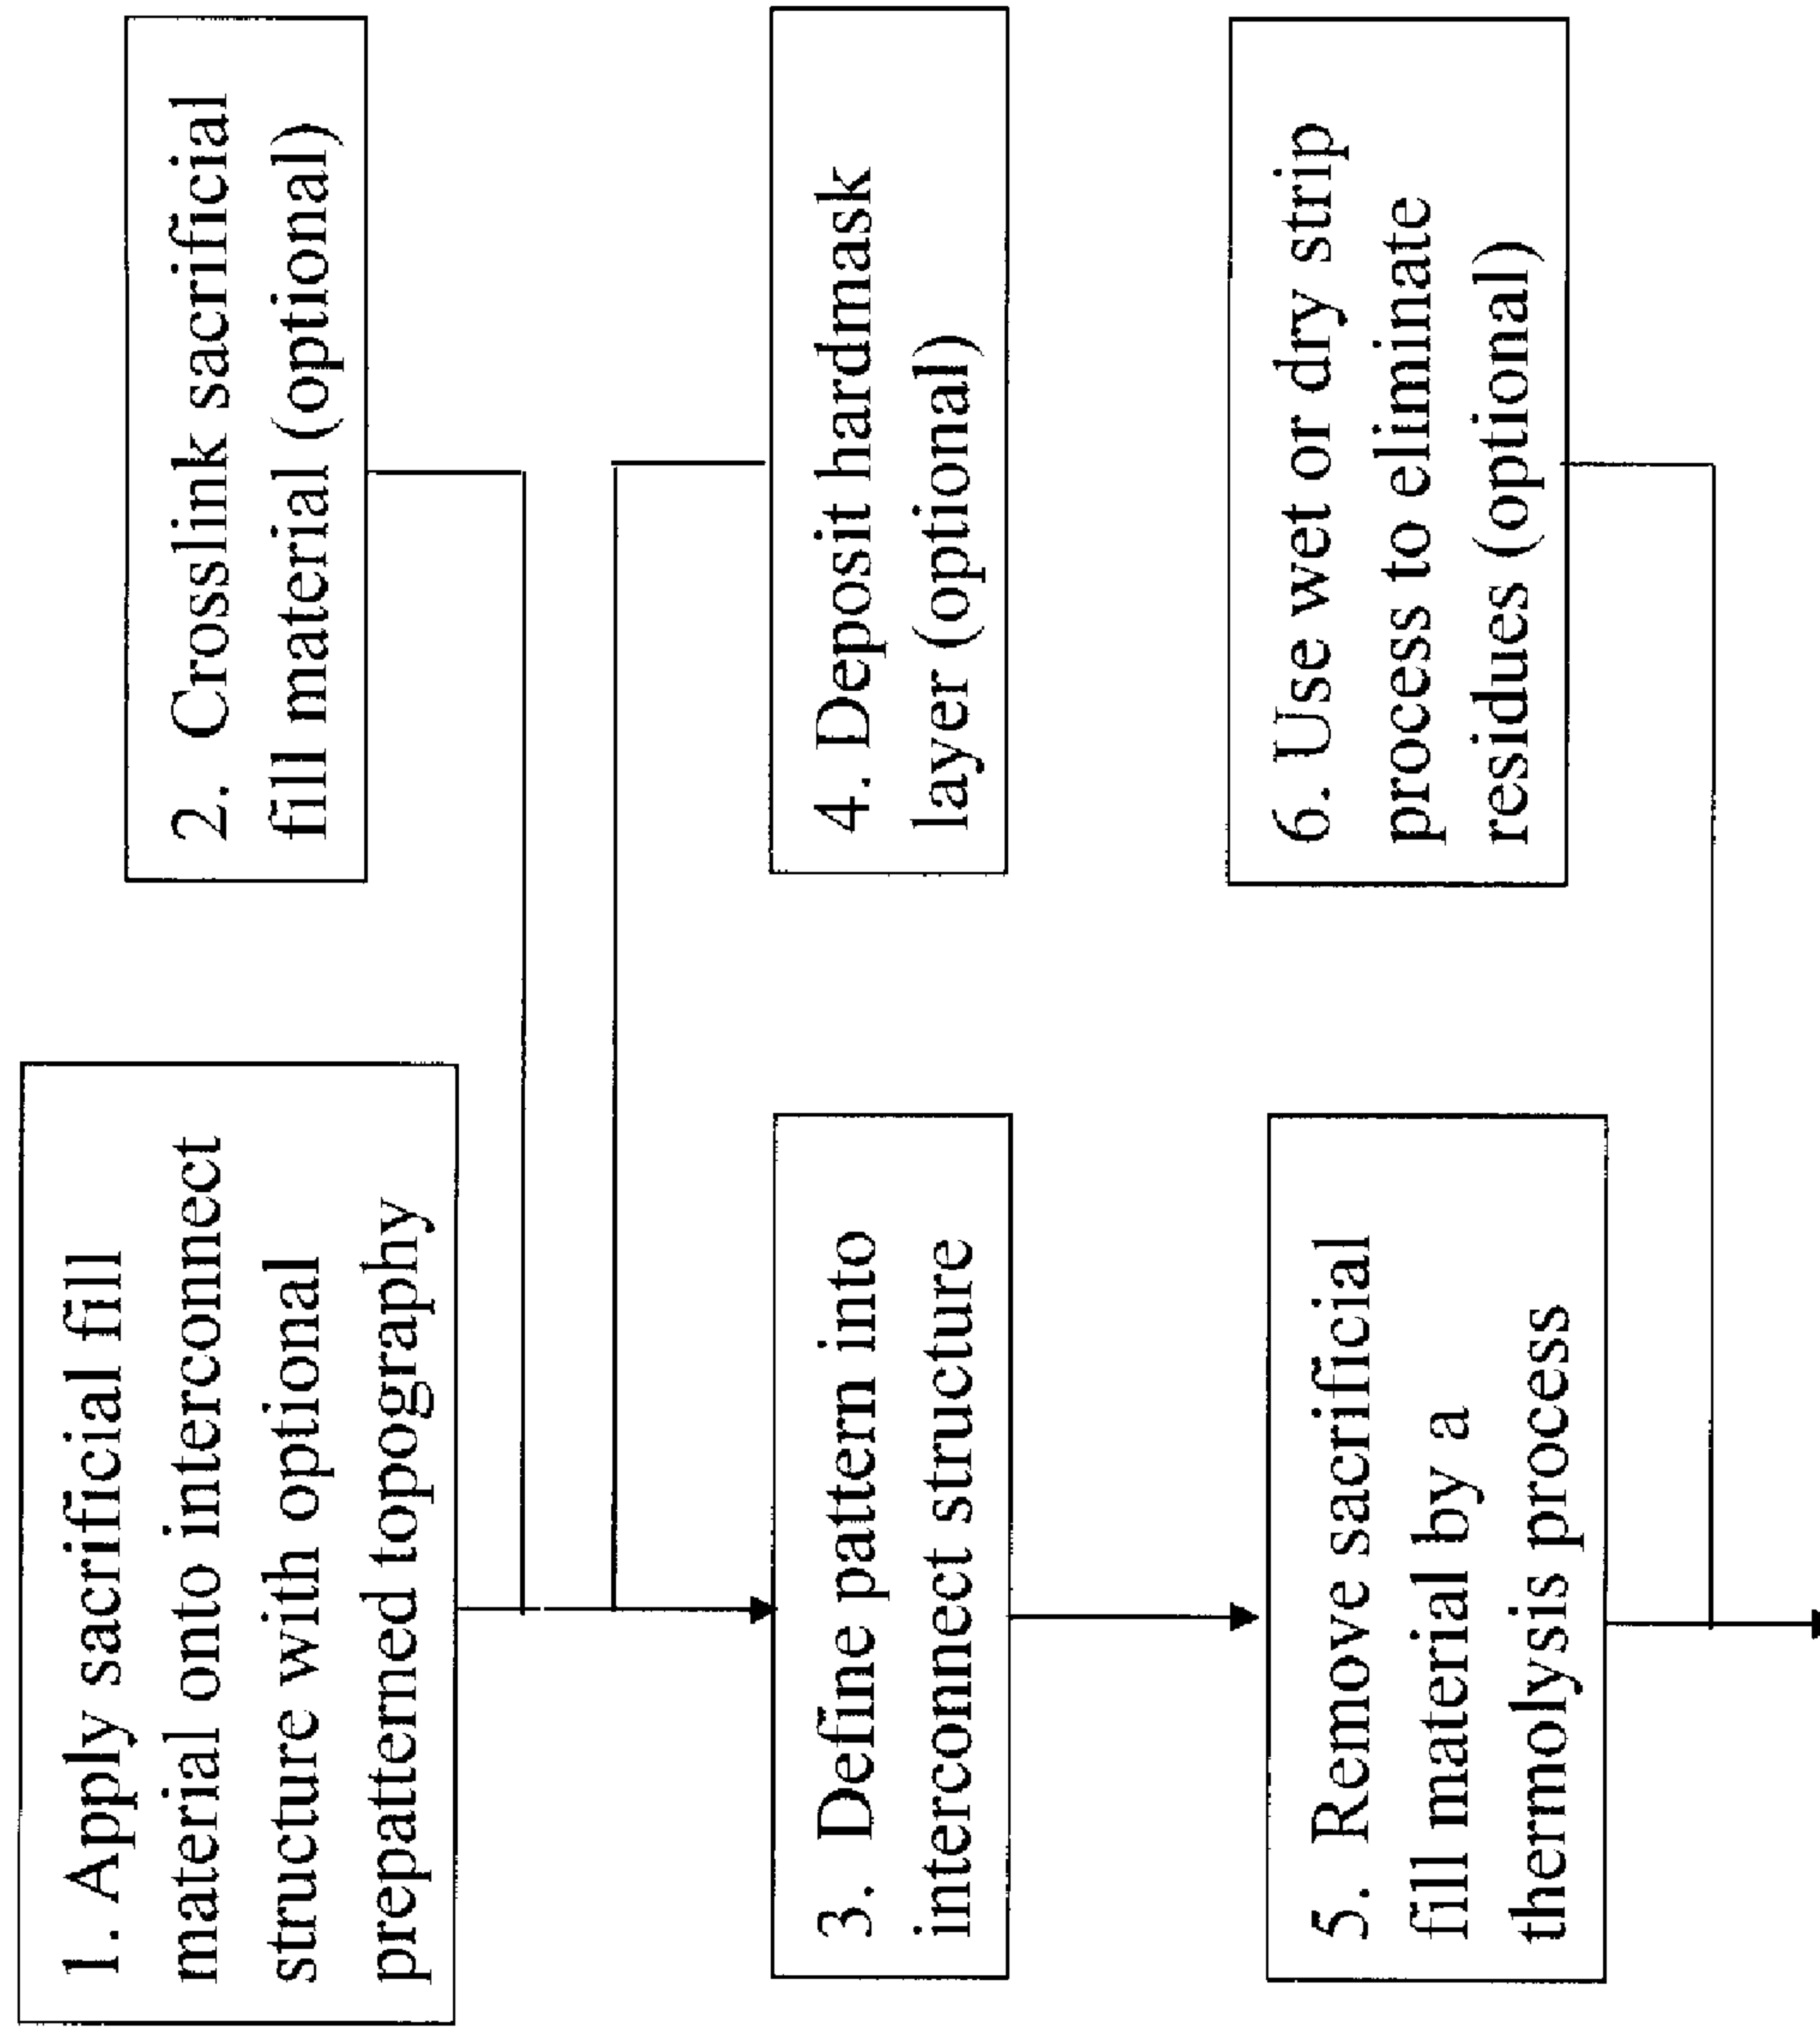 1. Apply sacrificial fill
material onto interconnect
structure with optional
prepatterned topography
2. Crosslink sacrificial
fill material (optional)
3. Define pattern into
interconnect structure
4. Deposit hardmask
layer (optional)
5. Remove sacrificial
fill material by a
thermolysis process
6. Use wet or dry strip
process to eliminate
residues (optional)